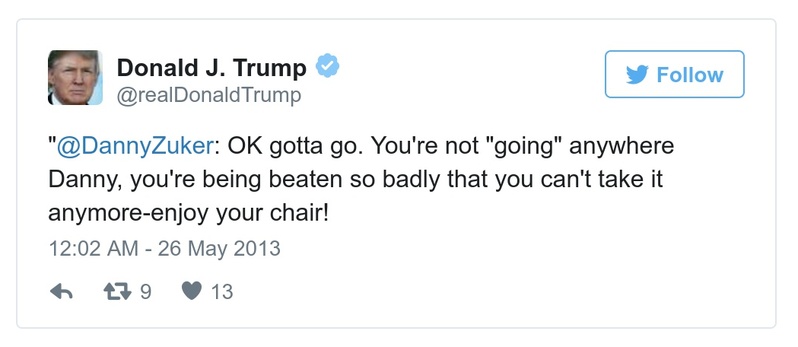 Donald J. Trump
@realDonaldTrump
Follow
"@DannyZuker: OK gotta go. You're not "going" anywhere
Danny, you're being beaten so badly that you can't take it
anymore-enjoy your chair!
12:02 AM - 26 May 2013
9
13